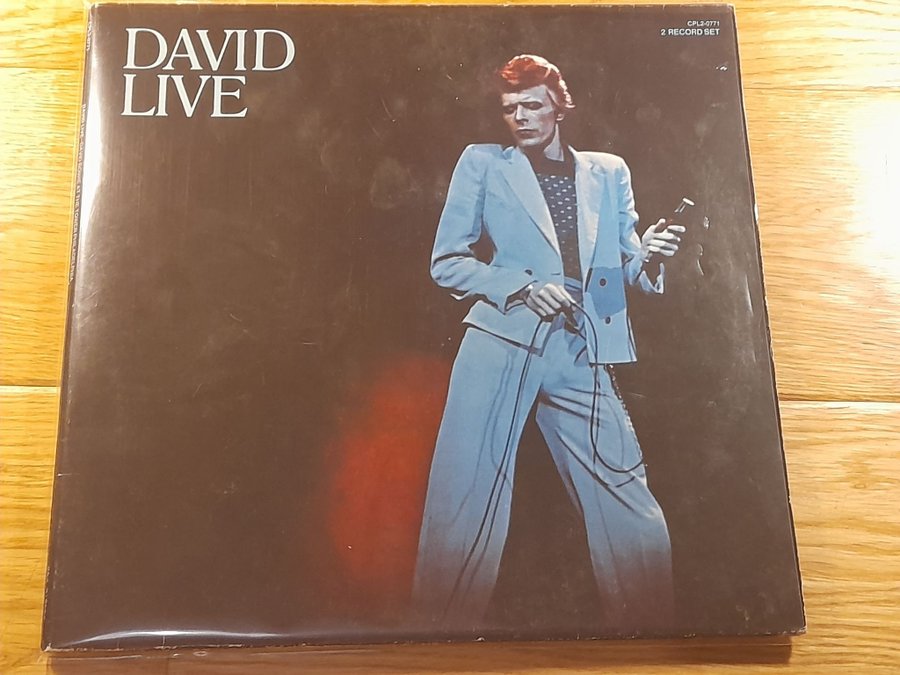 DAVID
LIVE
CPL2-0771
2 RECORD SET